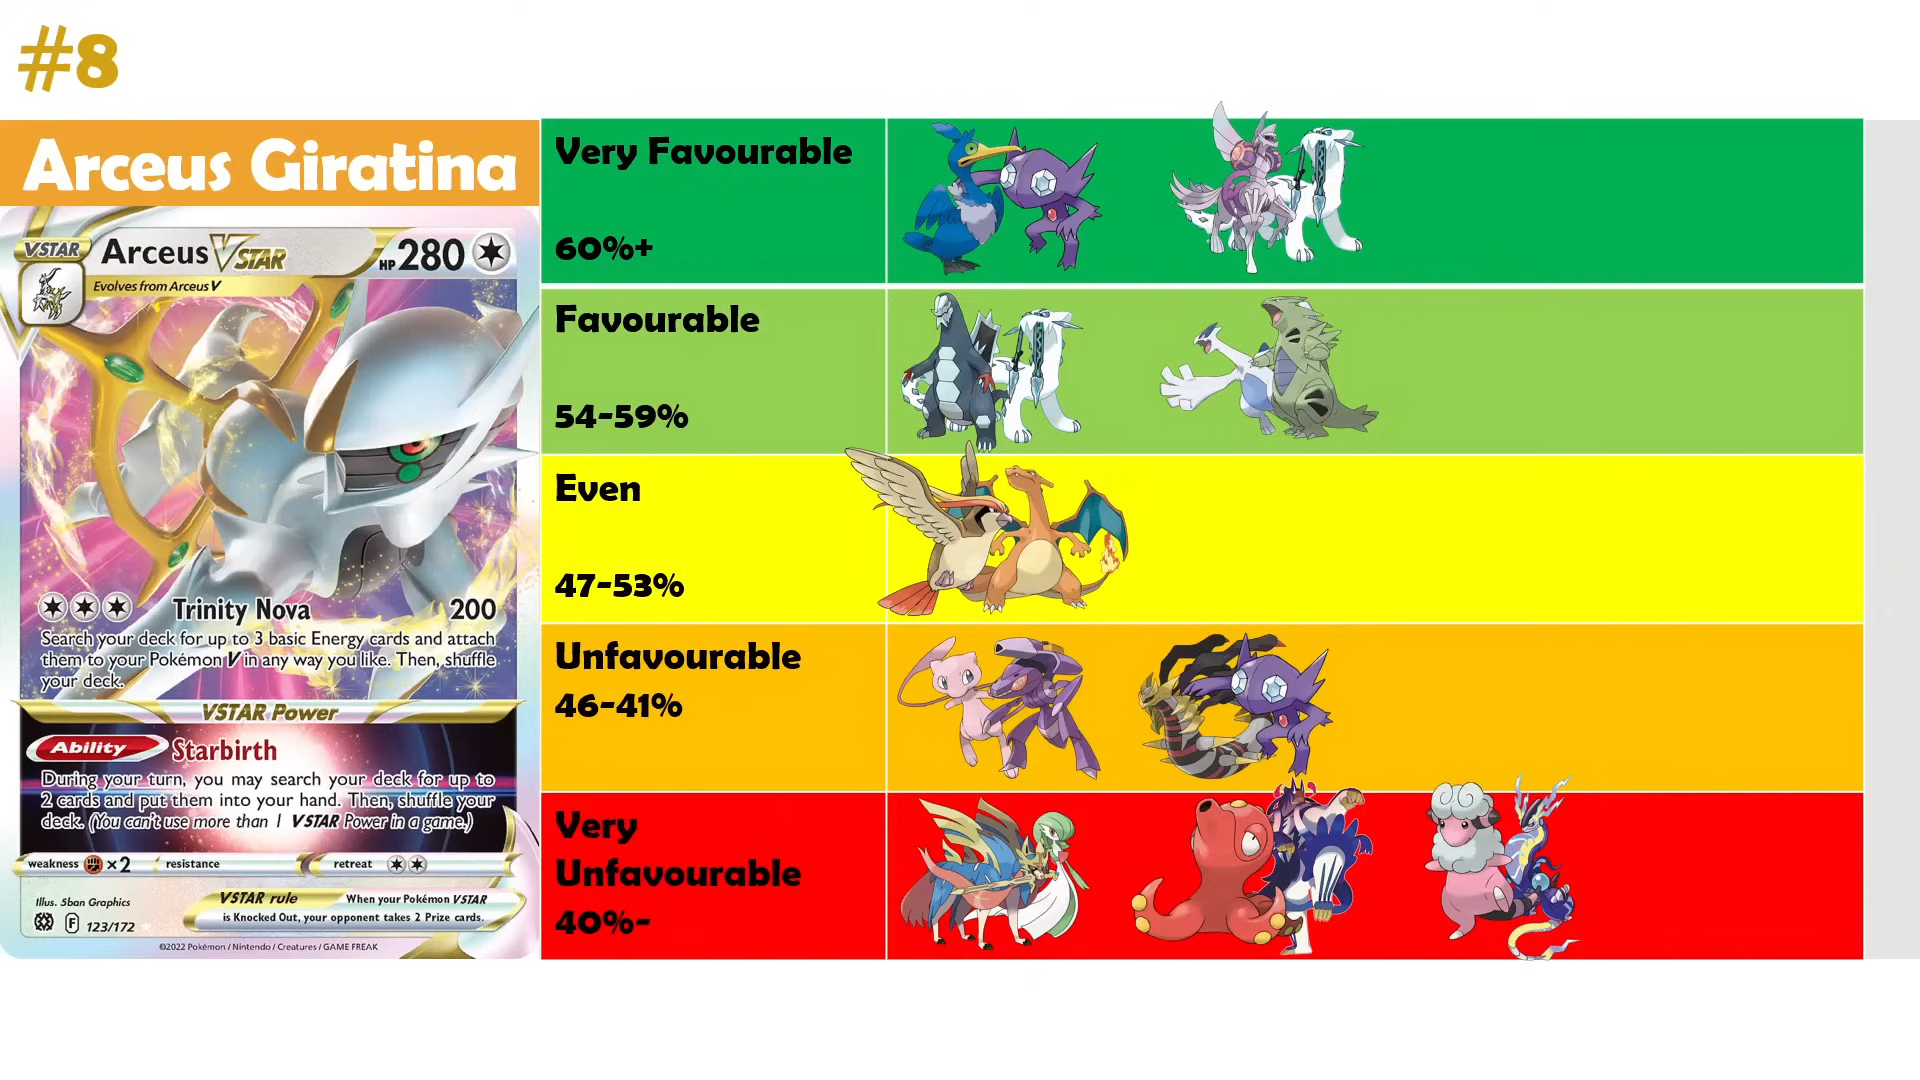 #8
Arceus Giratina
VSTAR
Arceus VSTAR
HP 280
Evolves from Arceus V
Trinity Nova 200
Search your deck for up to 3 basic Energy cards and attach
them to your Pokémon V in any way you like. Then, shuffle
your deck.
VSTAR Power
Ability Starbirth
During your turn, you may search your deck for up to
2 cards and put them into your hand. Then, shuffle your
deck. (You can't use more than 1 VSTAR Power in a game.)
weakness ×2 resistance retreat
Illus. 5ban Graphics
VSTAR rule When your Pokémon VSTAR
is Knocked Out, your opponent takes 2 Prize cards.
F 123/172
©2022 Pokémon / Nintendo / Creatures / GAME FREAK
Very Favourable
60%+
Favourable
54-59%
Even
47-53%
Unfavourable
46-41%
Very
Unfavourable
40%-